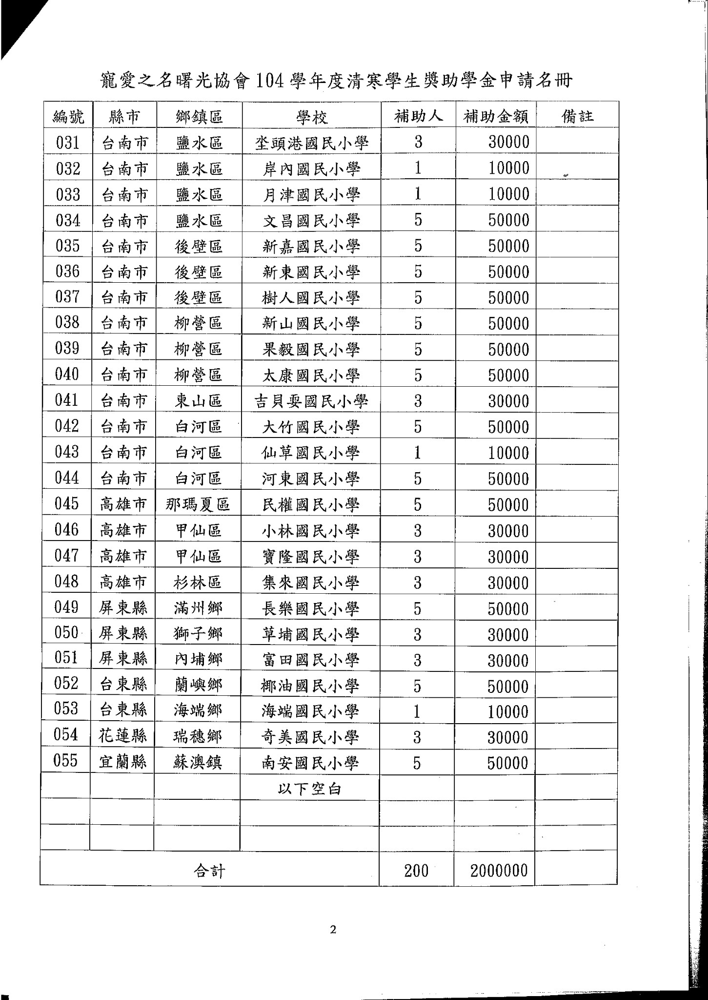 寵愛之名曙光協會 104 學年度清寒學生獎助學金申請名冊
編號 縣市 鄉鎮區 學校 補助人 補助金額 備註
031 台南市 鹽水區 坔頭港國民小學 3 30000
032 台南市 鹽水區 岸內國民小學 1 10000
033 台南市 鹽水區 月津國民小學 1 10000
034 台南市 鹽水區 文昌國民小學 5 50000
035 台南市 後壁區 新嘉國民小學 5 50000
036 台南市 後壁區 新東國民小學 5 50000
037 台南市 後壁區 樹人國民小學 5 50000
038 台南市 柳營區 新山國民小學 5 50000
039 台南市 柳營區 果毅國民小學 5 50000
040 台南市 柳營區 太康國民小學 5 50000
041 台南市 東山區 吉貝耍國民小學 3 30000
042 台南市 白河區 大竹國民小學 5 50000
043 台南市 白河區 仙草國民小學 1 10000
044 台南市 白河區 河東國民小學 5 50000
045 高雄市 那瑪夏區 民權國民小學 5 50000
046 高雄市 甲仙區 小林國民小學 3 30000
047 高雄市 甲仙區 寶隆國民小學 3 30000
048 高雄市 杉林區 集來國民小學 3 30000
049 屏東縣 滿州鄉 長樂國民小學 5 50000
050 屏東縣 獅子鄉 草埔國民小學 3 30000
051 屏東縣 內埔鄉 富田國民小學 3 30000
052 台東縣 蘭嶼鄉 椰油國民小學 5 50000
053 台東縣 海端鄉 海端國民小學 1 10000
054 花蓮縣 瑞穗鄉 奇美國民小學 3 30000
055 宜蘭縣 蘇澳鎮 南安國民小學 5 50000
以下空白
合計 200 2000000
2